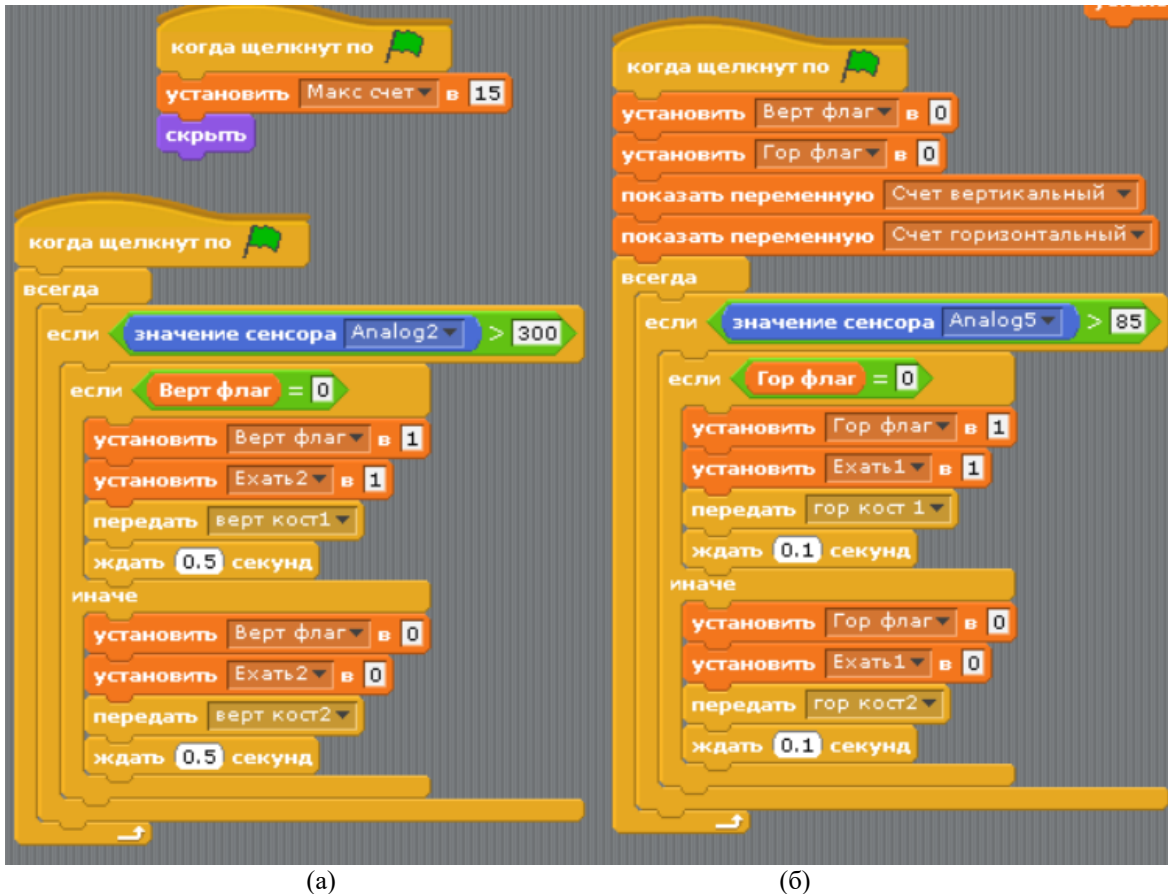 когда щелкнут по
установить Макс счет в 15
скрыть
когда щелкнут по
всегда
если значение сенсора Analog2 > 300
если Верт флаг = 0
установить Верт флаг в 1
установить Ехать2 в 1
передать верт кост1
ждать 0.5 секунд
иначе
установить Верт флаг в 0
установить Ехать2 в 0
передать верт кост2
ждать 0.5 секунд
(а)
когда щелкнут по
установить Верт флаг в 0
установить Гор флаг в 0
показать переменную Счет вертикальный
показать переменную Счет горизонтальный
всегда
если значение сенсора Analog5 > 85
если Гор флаг = 0
установить Гор флаг в 1
установить Ехать1 в 1
передать гор кост 1
ждать 0.1 секунд
иначе
установить Гор флаг в 0
установить Ехать1 в 0
передать гор кост2
ждать 0.1 секунд
(б)